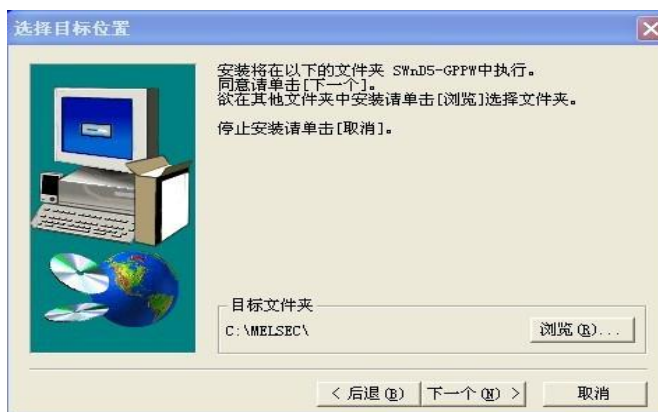 选择目标位置
安装将在以下的文件夹 SWnD5-GPPW中执行。
同意请单击[下一个]。
欲在其他文件夹中安装请单击[浏览]选择文件夹。
停止安装请单击[取消]。
目标文件夹
C:\MELSEC\
浏览(R)...
< 后退(B)
下一个(N) >
取消